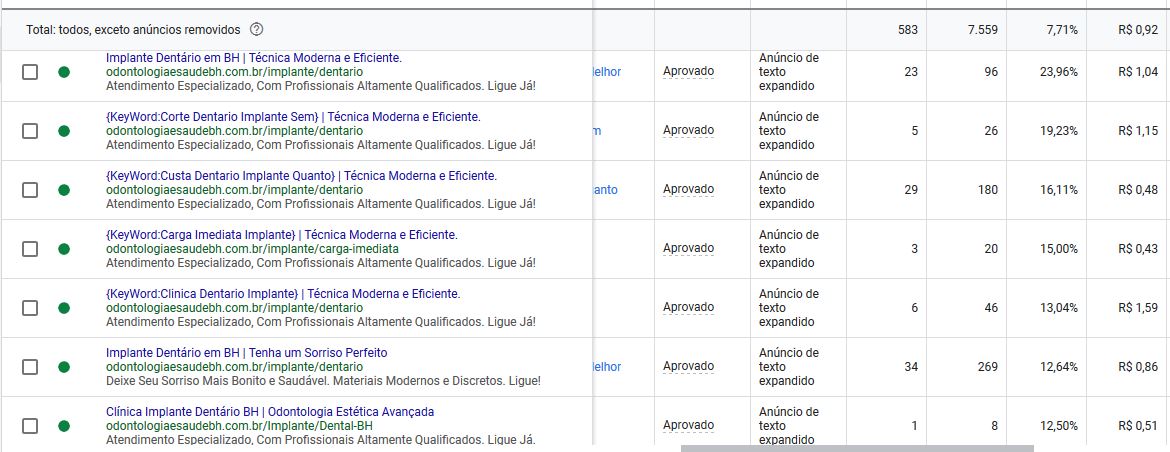 Total: todos, exceto anúncios removidos ? 583 7.559 7,71% R$ 0,92
Implante Dentário em BH | Técnica Moderna e Eficiente.
odontologiaesaudebh.com.br/implante/dentario
Atendimento Especializado, Com Profissionais Altamente Qualificados. Ligue Já!
elhor Aprovado
Anúncio de
texto
expandido
23 96 23,96% R$ 1,04
{KeyWord:Corte Dentario Implante Sem} | Técnica Moderna e Eficiente.
odontologiaesaudebh.com.br/implante/dentario
Atendimento Especializado, Com Profissionais Altamente Qualificados. Ligue Já!
m Aprovado
Anúncio de
texto
expandido
5 26 19,23% R$ 1,15
{KeyWord:Custa Dentario Implante Quanto} | Técnica Moderna e Eficiente.
odontologiaesaudebh.com.br/implante/dentario
Atendimento Especializado, Com Profissionais Altamente Qualificados. Ligue Já!
anto Aprovado
Anúncio de
texto
expandido
29 180 16,11% R$ 0,48
{KeyWord:Carga Imediata Implante} | Técnica Moderna e Eficiente.
odontologiaesaudebh.com.br/implante/carga-imediata
Atendimento Especializado, Com Profissionais Altamente Qualificados. Ligue Já!
Aprovado
Anúncio de
texto
expandido
3 20 15,00% R$ 0,43
{KeyWord:Clinica Dentario Implante} | Técnica Moderna e Eficiente.
odontologiaesaudebh.com.br/implante/dentario
Atendimento Especializado, Com Profissionais Altamente Qualificados. Ligue Já!
Aprovado
Anúncio de
texto
expandido
6 46 13,04% R$ 1,59
Implante Dentário em BH | Tenha um Sorriso Perfeito
odontologiaesaudebh.com.br/implante/dentario
Deixe Seu Sorriso Mais Bonito e Saudável. Materiais Modernos e Discretos. Ligue!
elhor Aprovado
Anúncio de
texto
expandido
34 269 12,64% R$ 0,86
Clínica Implante Dentário BH | Odontologia Estética Avançada
odontologiaesaudebh.com.br/Implante/Dental-BH
Atendimento Especializado, Com Profissionais Altamente Qualificados. Ligue Já.
Aprovado
Anúncio de
texto
expandido
1 8 12,50% R$ 0,51